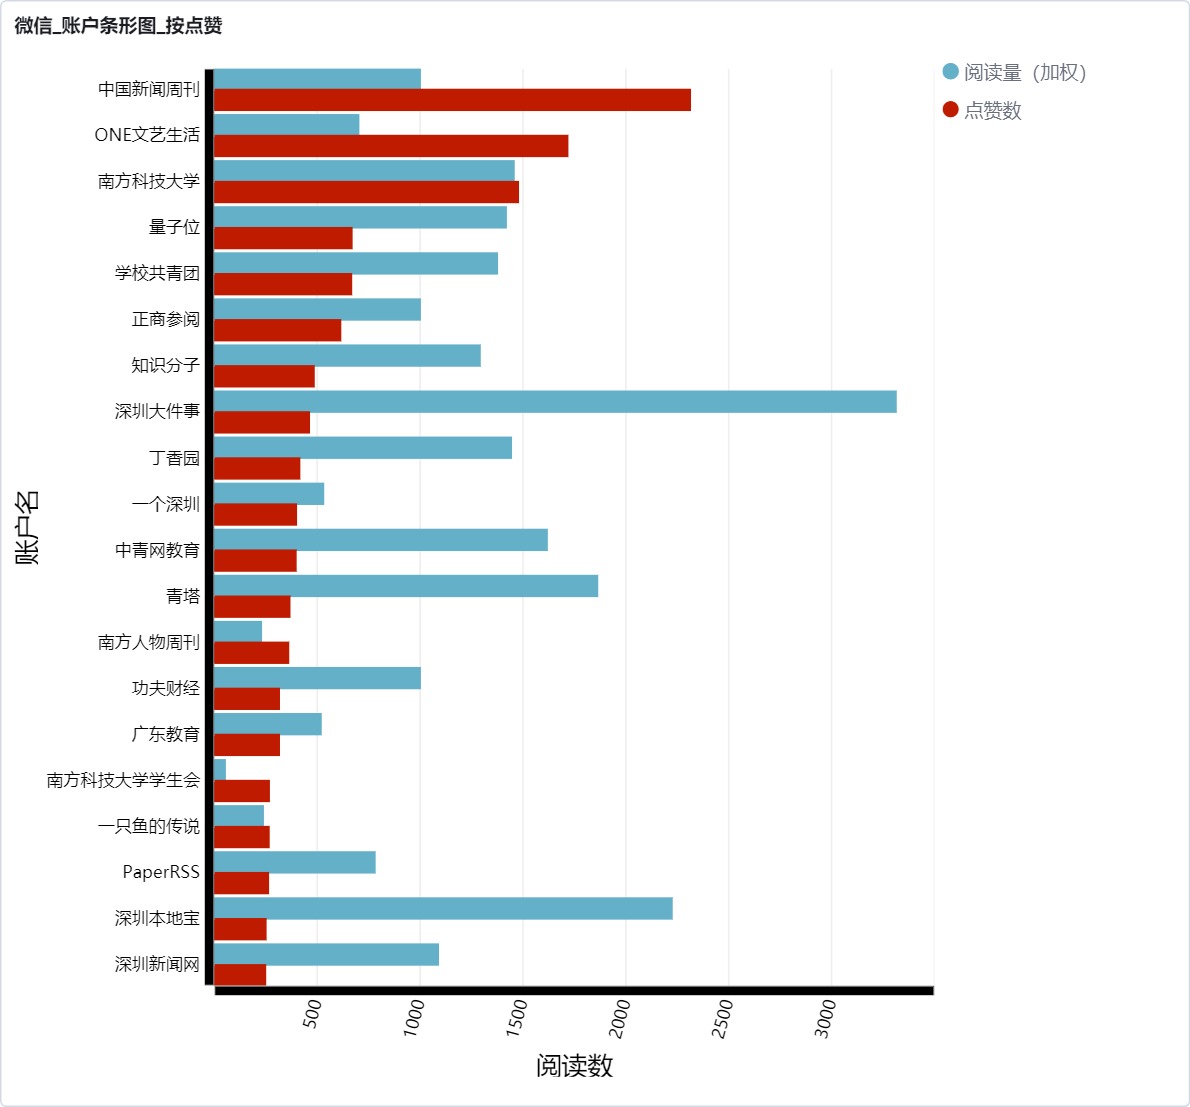 微信_账户条形图_按点赞
阅读量（加权）
点赞数
账户名
中国新闻周刊
ONE文艺生活
南方科技大学
量子位
学校共青团
正商参阅
知识分子
深圳大件事
丁香园
一个深圳
中青网教育
青塔
南方人物周刊
功夫财经
广东教育
南方科技大学学生会
一只鱼的传说
PaperRSS
深圳本地宝
深圳新闻网
500
1000
1500
2000
2500
3000
阅读数